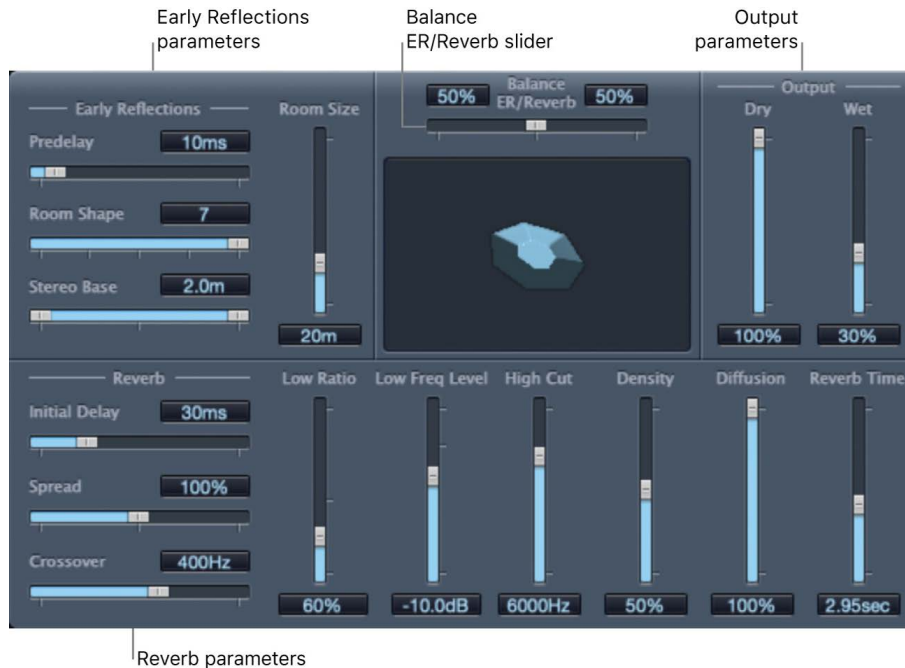 Early Reflections
parameters
Balance
ER/Reverb slider
Output
parameters
Early Reflections
Predelay 10ms
Room Shape 7
Stereo Base 2.0m
Room Size
20m
50% Balance
ER/Reverb 50%
Output
Dry Wet
100% 30%
Reverb
Initial Delay 30ms
Spread 100%
Crossover 400Hz
Low Ratio Low Freq Level High Cut Density Diffusion Reverb Time
60% -10.0dB 6000Hz 50% 100% 2.95sec
Reverb parameters